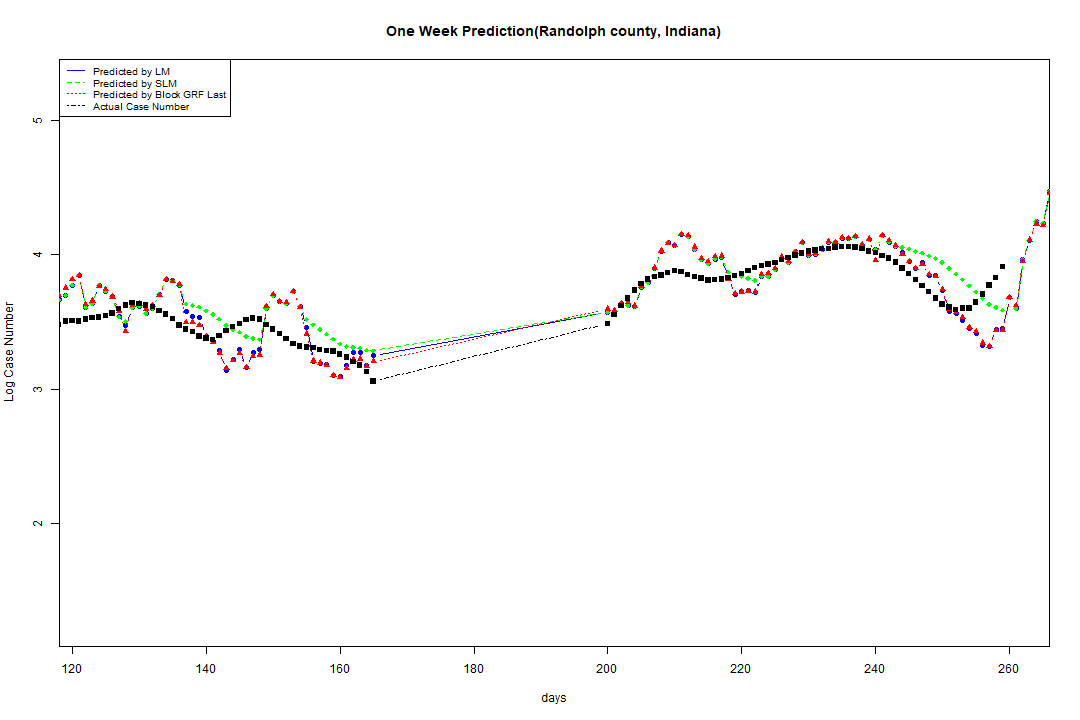 One Week Prediction(Randolph county, Indiana)
Predicted by LM
Predicted by SLM
Predicted by Block GRF Last
Actual Case Number
5
4
3
2
Log Case Number
120 140 160 180 200 220 240 260
days